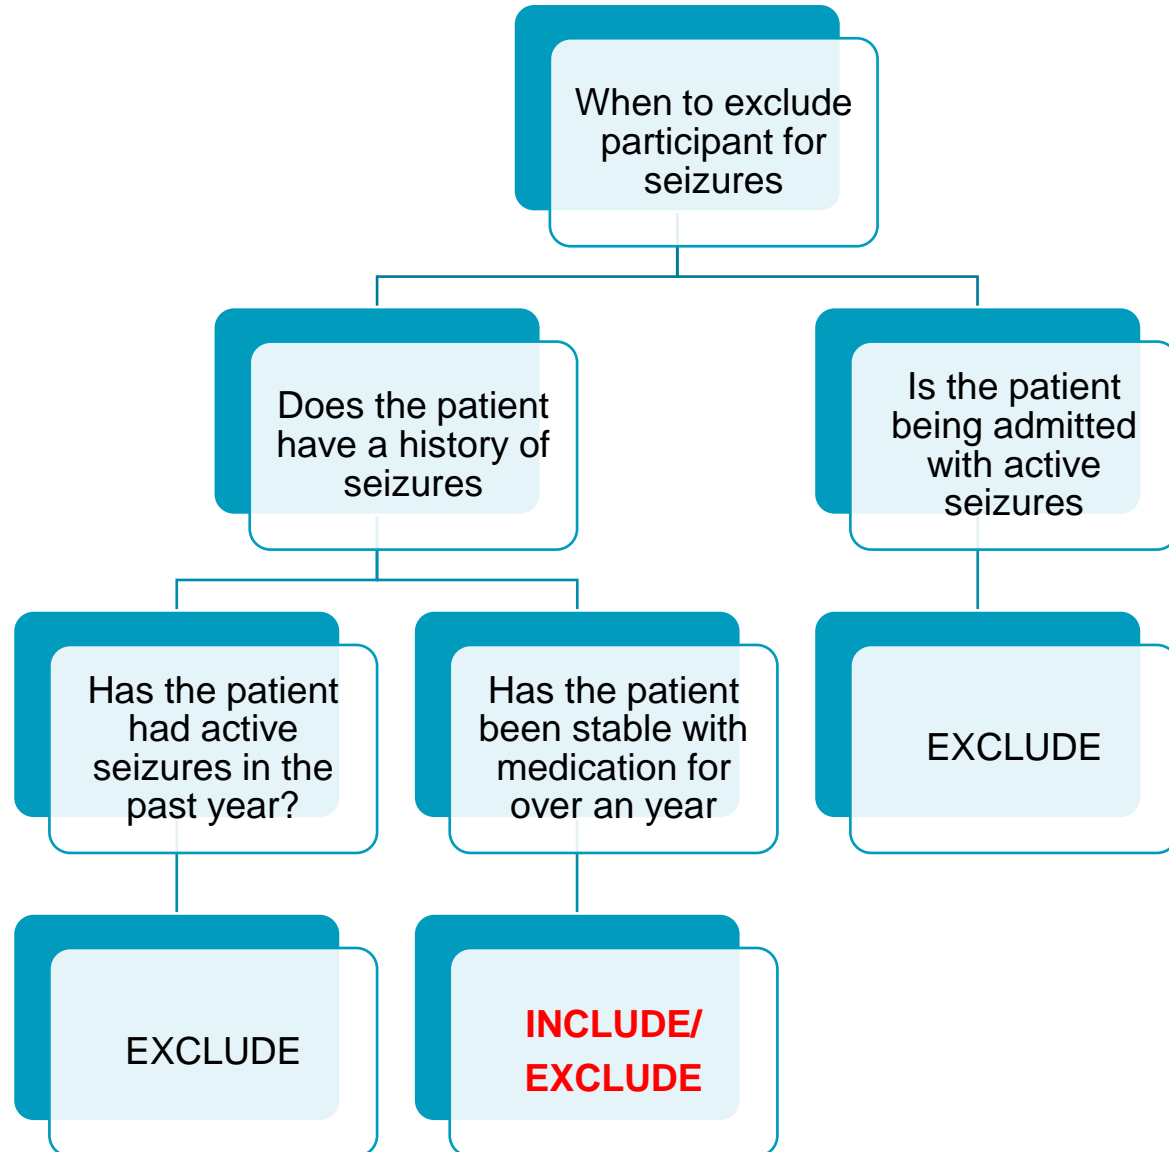 When to exclude
participant for
seizures
Does the patient
have a history of
seizures
Is the patient
being admitted
with active
seizures
Has the patient
had active
seizures in the
past year?
Has the patient
been stable with
medication for
over an year
EXCLUDE
EXCLUDE
INCLUDE/
EXCLUDE